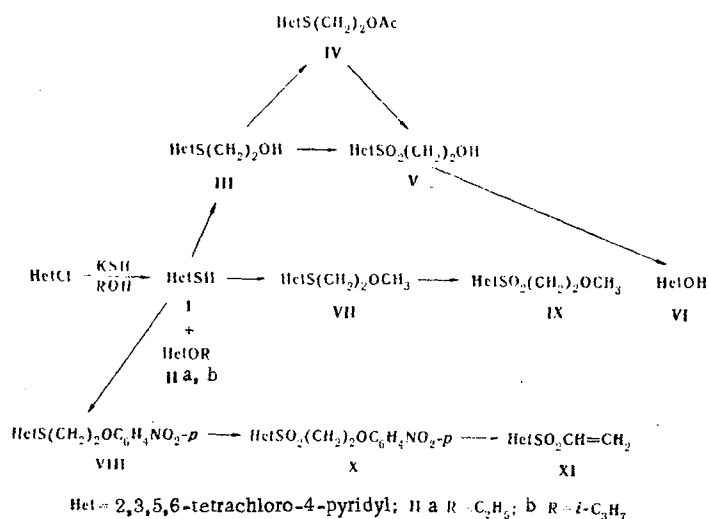 HetS(CH₂)₂OAc
IV
HetS(CH₂)₂OH
HetSO₂(CH₂)₂OH
III
V
HetCl
KSH
ROH
HetSH
HetS(CH₂)₂OCH₃
HetSO₂(CH₂)₂OCH₃
HetOH
I
VII
IX
VI
+
HetOR
II a, b
HetS(CH₂)₂OC₆H₄NO₂-p
HetSO₂(CH₂)₂OC₆H₄NO₂-p
HetSO₂CH=CH₂
VIII
X
XI
Het = 2,3,5,6-tetrachloro-4-pyridyl; II a R = C₂H₅; b R = i-C₃H₇